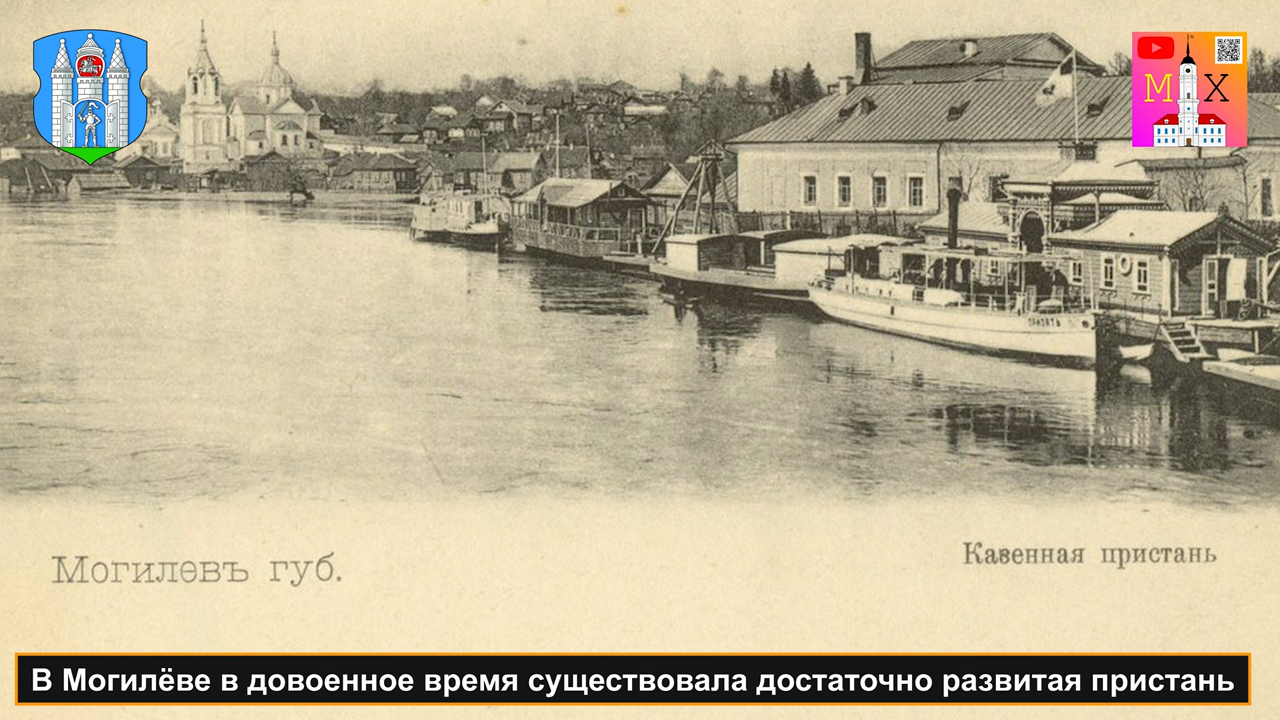 М Х
Могилевъ губ.
Казенная пристань
В Могилёве в довоенное время существовала достаточно развитая пристань